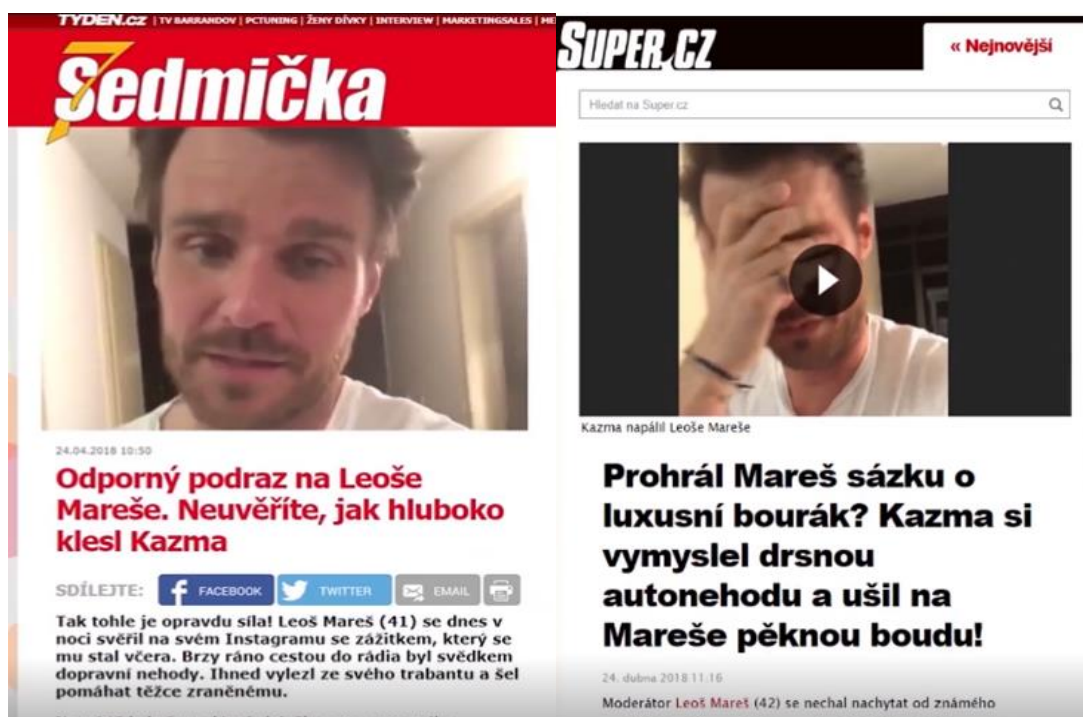 TYDEN.CZ | TV BARRANDOV | PCTUNING | ŽENY DÍVKY | INTERVIEW | MARKETINGSALES | ME
7
Sedmička
24.04.2018 10:50
Odporný podraz na Leoše
Mareše. Neuvěříte, jak hluboko
klesl Kazma
SDÍLEJTE: FACEBOOK TWITTER EMAIL
Tak tohle je opravdu síla! Leoš Mareš (41) se dnes v
noci svěřil na svém Instagramu se zážitkem, který se
mu stal včera. Brzy ráno cestou do rádia byl svědkem
dopravní nehody. Ihned vylezl ze svého trabantu a šel
pomáhat těžce zraněnému.
SUPER.CZ
« Nejnovější
Hledat na Super.cz
Kazma napálil Leoše Mareše
Prohrál Mareš sázku o
luxusní bourák? Kazma si
vymyslel drsnou
autonehodu a ušil na
Mareše pěknou boudu!
24. dubna 2018 11.16
Moderátor Leoš Mareš (42) se nechal nachytat od známého